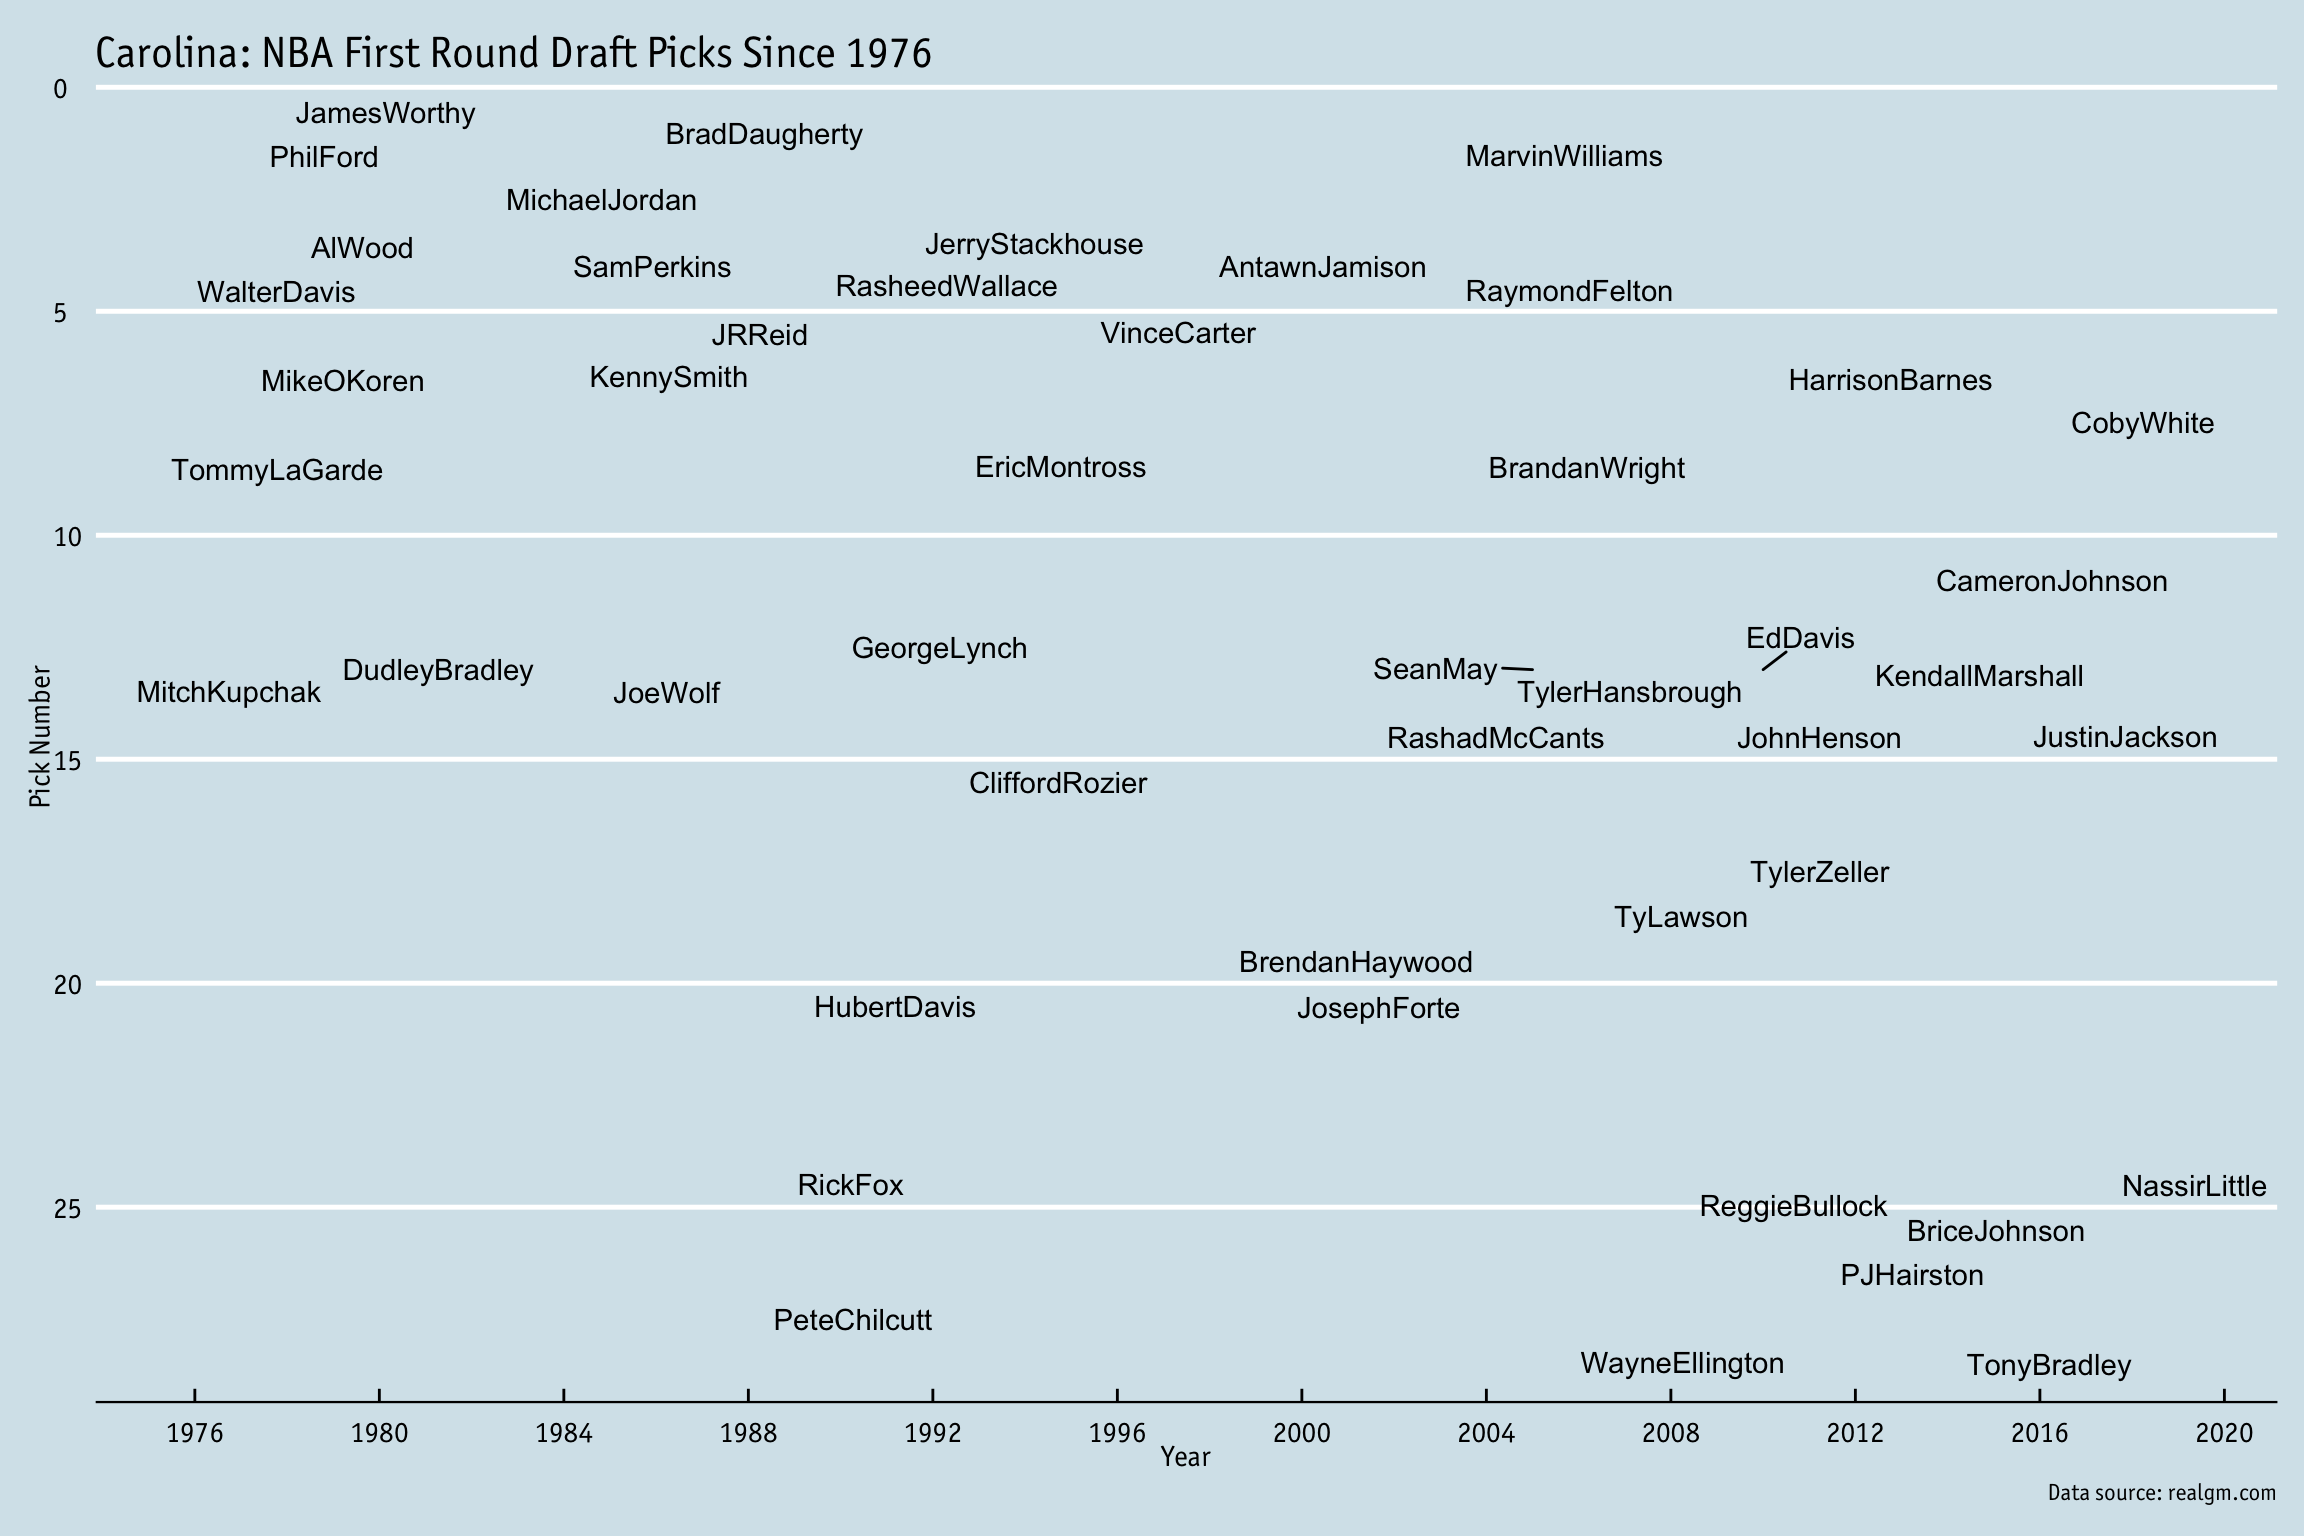 Carolina: NBA First Round Draft Picks Since 1976
0
JamesWorthy
BradDaugherty
PhilFord
MarvinWilliams
MichaelJordan
JerryStackhouse
AlWood
SamPerkins
AntawnJamison
RasheedWallace
WalterDavis
RaymondFelton
5
VinceCarter
JRReid
KennySmith
MikeOKoren
HarrisonBarnes
CobyWhite
EricMontross
BrandanWright
TommyLaGarde
10
CameronJohnson
EdDavis
GeorgeLynch
SeanMay
DudleyBradley
KendallMarshall
MitchKupchak
JoeWolf
TylerHansbrough
RashadMcCants
JohnHenson
JustinJackson
Pick Number
15
CliffordRozier
TylerZeller
TyLawson
BrendanHaywood
20
HubertDavis
JosephForte
RickFox
NassirLittle
25
ReggieBullock
BriceJohnson
PJHairston
PeteChilcutt
WayneEllington
TonyBradley
1976 1980 1984 1988 1992 1996 2000 2004 2008 2012 2016 2020
Year
Data source: realgm.com